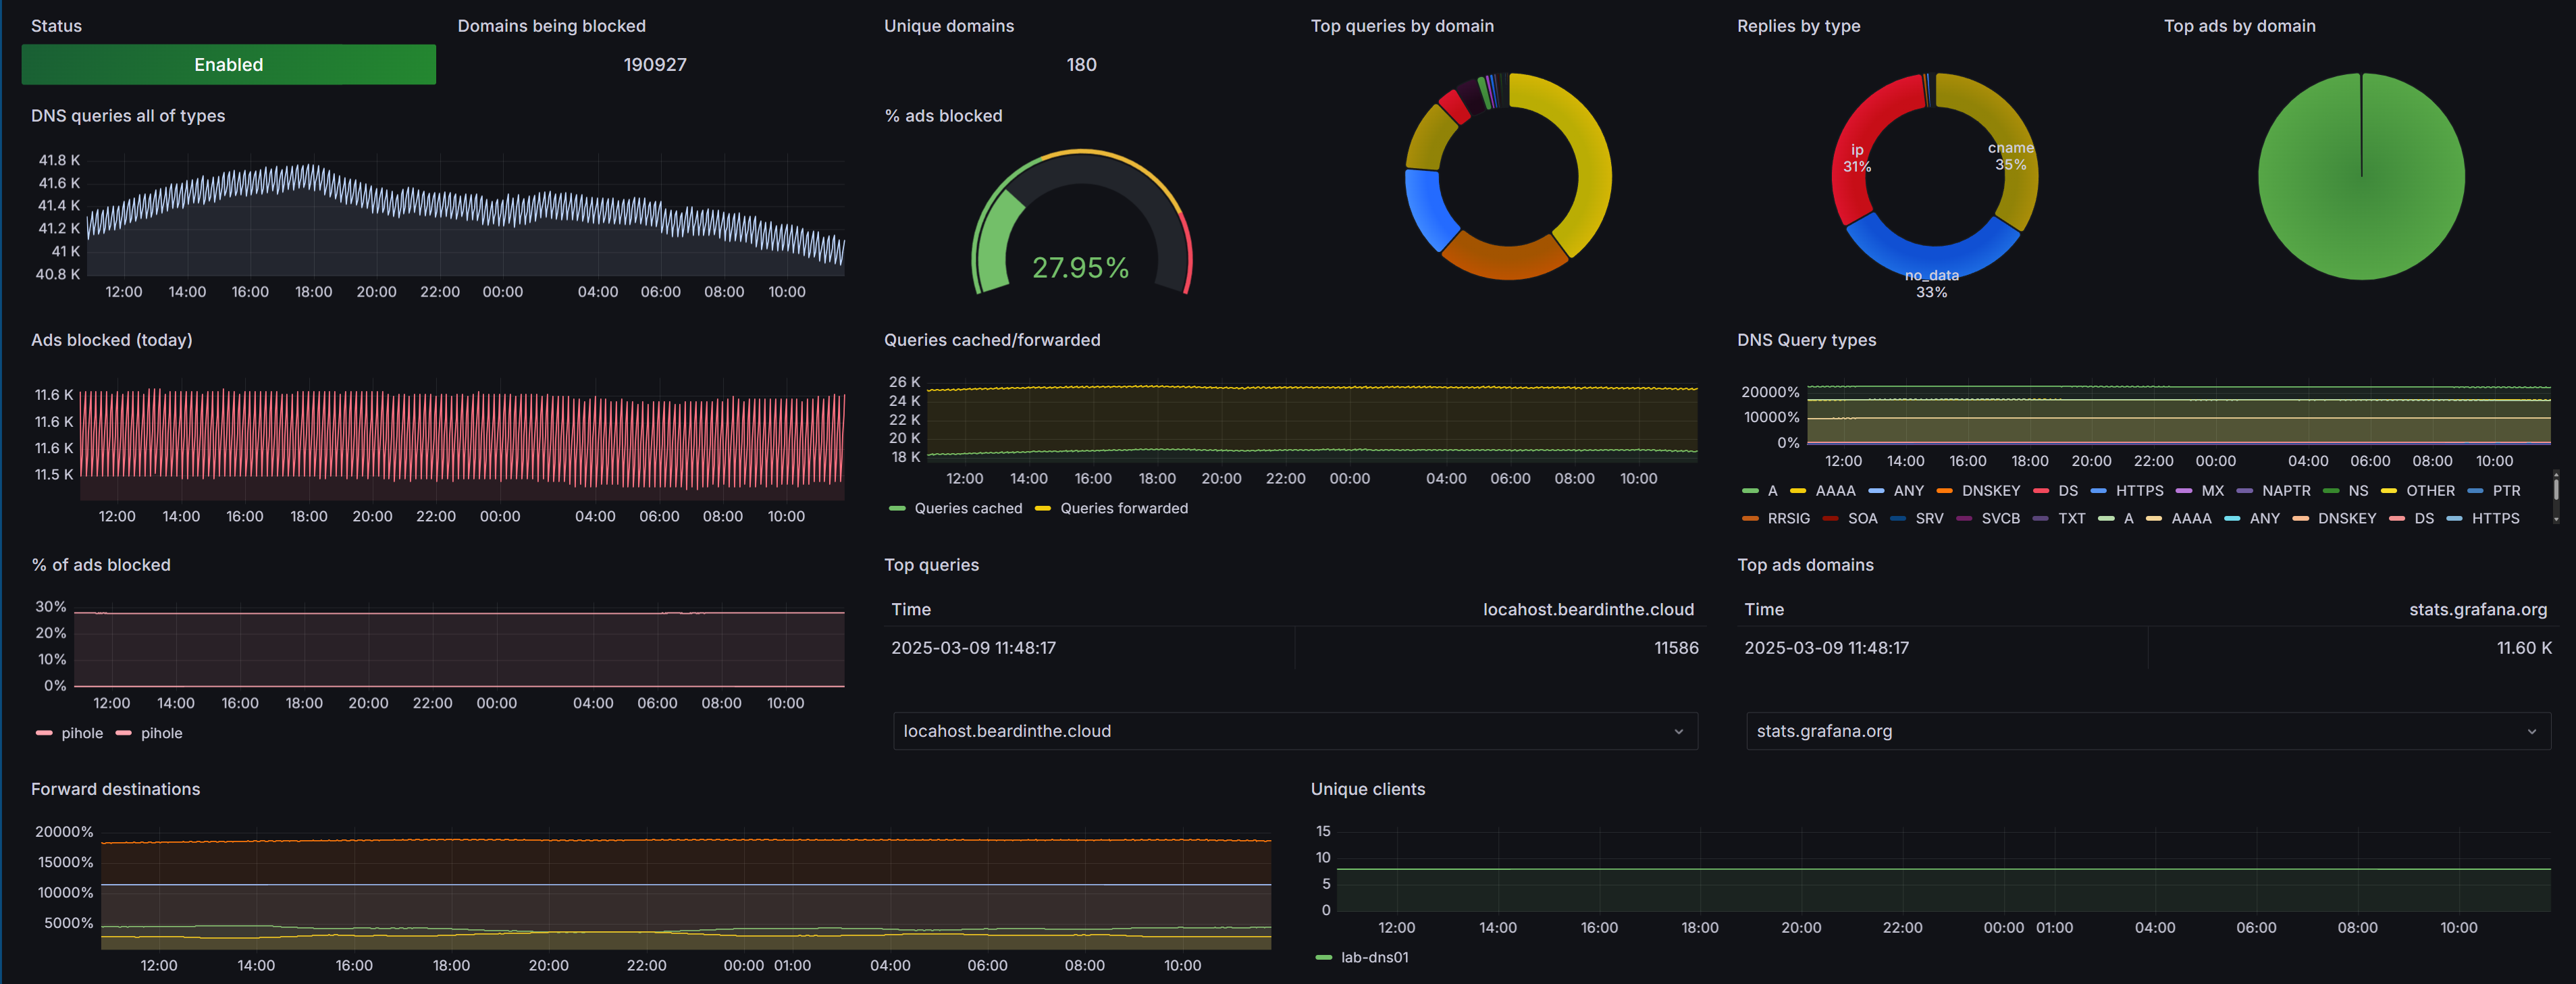 Status
Enabled
Domains being blocked
190927
Unique domains
180
Top queries by domain
Replies by type
cname
35%
no_data
33%
ip
31%
Top ads by domain
DNS queries all of types
41.8 K
41.6 K
41.4 K
41.2 K
41 K
40.8 K
12:00 14:00 16:00 18:00 20:00 22:00 00:00 04:00 06:00 08:00 10:00
% ads blocked
27.95%
Ads blocked (today)
11.6 K
11.6 K
11.6 K
11.5 K
12:00 14:00 16:00 18:00 20:00 22:00 00:00 04:00 06:00 08:00 10:00
Queries cached/forwarded
26 K
24 K
22 K
20 K
18 K
12:00 14:00 16:00 18:00 20:00 22:00 00:00 04:00 06:00 08:00 10:00
Queries cached Queries forwarded
DNS Query types
20000%
10000%
0%
12:00 14:00 16:00 18:00 20:00 22:00 00:00 04:00 06:00 08:00 10:00
A AAAA ANY DNSKEY DS HTTPS MX NAPTR NS OTHER PTR
RRSIG SOA SRV SVCB TXT A AAAA ANY DNSKEY DS HTTPS
% of ads blocked
30%
20%
10%
0%
12:00 14:00 16:00 18:00 20:00 22:00 00:00 04:00 06:00 08:00 10:00
pihole pihole
Top queries
Time locahost.beardinthe.cloud
2025-03-09 11:48:17 11586
locahost.beardinthe.cloud
Top ads domains
Time stats.grafana.org
2025-03-09 11:48:17 11.60 K
stats.grafana.org
Forward destinations
20000%
15000%
10000%
5000%
12:00 14:00 16:00 18:00 20:00 22:00 00:00 01:00 04:00 06:00 08:00 10:00
Unique clients
15
10
5
0
12:00 14:00 16:00 18:00 20:00 22:00 00:00 01:00 04:00 06:00 08:00 10:00
lab-dns01